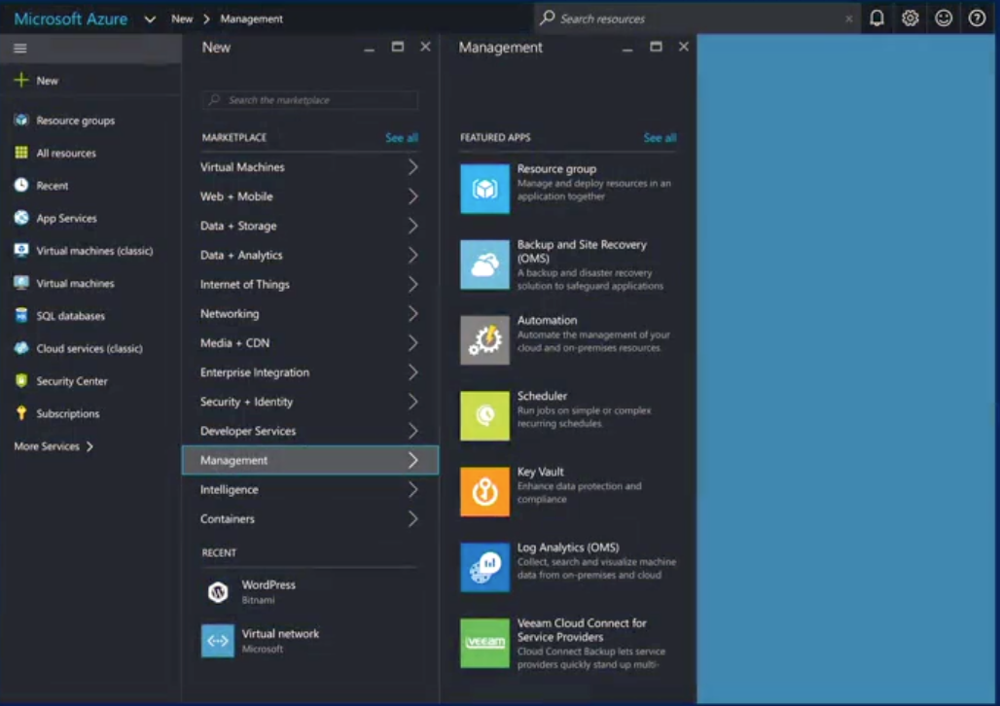 Microsoft Azure
New > Management
Search resources
New
Resource groups
All resources
Recent
App Services
Virtual machines (classic)
Virtual machines
SQL databases
Cloud services (classic)
Security Center
Subscriptions
More Services >
New
Search the marketplace
MARKETPLACE See all
Virtual Machines
Web + Mobile
Data + Storage
Data + Analytics
Internet of Things
Networking
Media + CDN
Enterprise Integration
Security + Identity
Developer Services
Management
Intelligence
Containers
RECENT
WordPress
Bitnami
Virtual network
Microsoft
Management
FEATURED APPS See all
Resource group
Manage and deploy resources in an
application together
Backup and Site Recovery
(OMS)
A backup and disaster recovery
solution to safeguard applications
Automation
Automate the management of your
cloud and on-premises resources.
Scheduler
Run jobs on simple or complex
recurring schedules.
Key Vault
Enhance data protection and
compliance
Log Analytics (OMS)
Collect, search and visualize machine
data from on-premises and cloud
veeam
Veeam Cloud Connect for
Service Providers
Cloud Connect Backup lets service
providers quickly stand up multi-